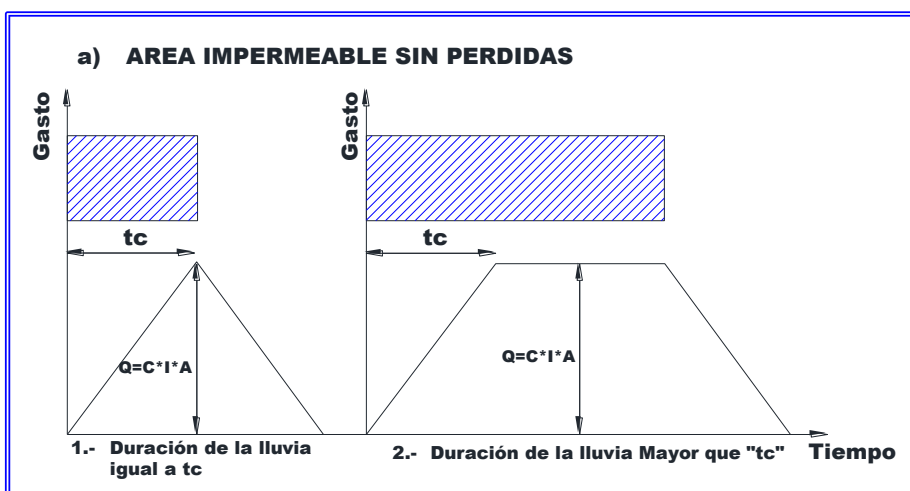 a) AREA IMPERMEABLE SIN PERDIDAS
Gasto
Gasto
tc
tc
Q=C*I*A
Q=C*I*A
1.- Duración de la lluvia
igual a tc
2.- Duración de la lluvia Mayor que "tc"
Tiempo